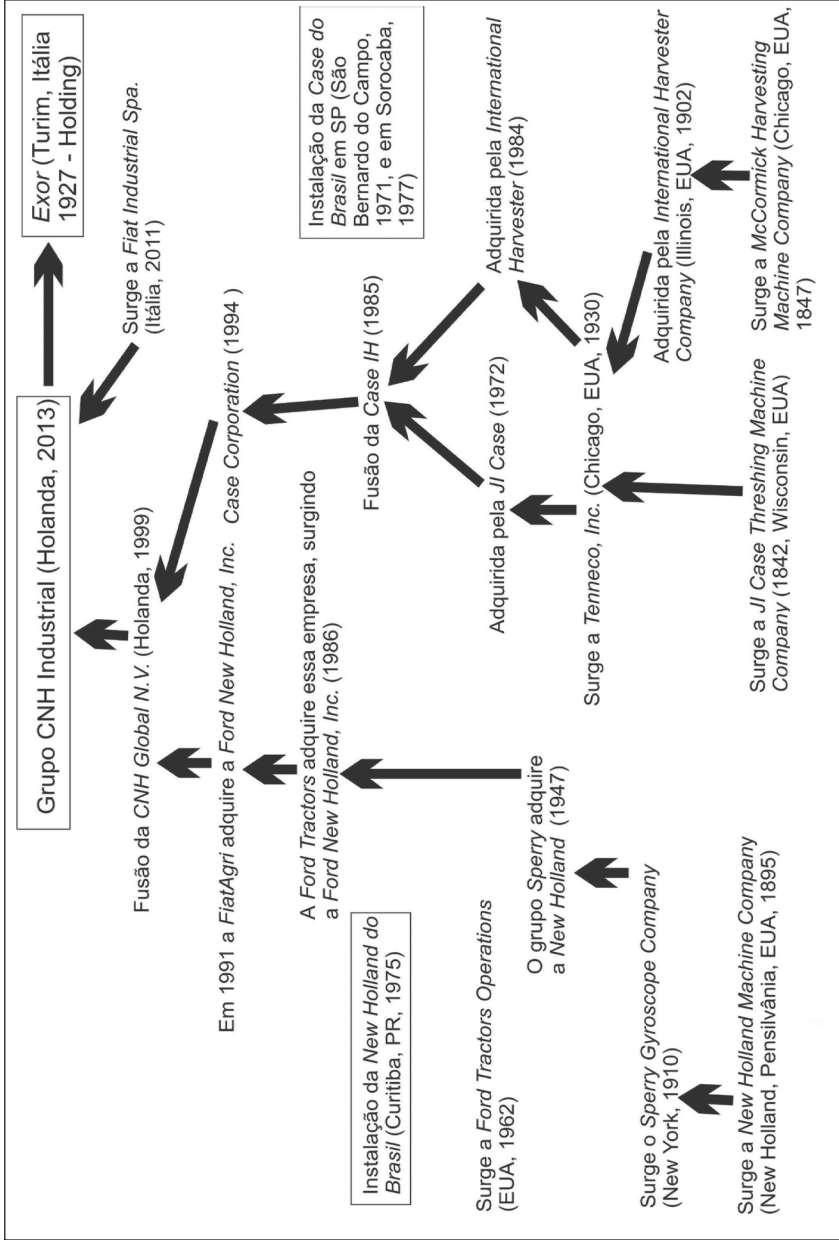 Grupo CNH Industrial (Holanda, 2013)
Exor (Turim, Itália
1927 - Holding)
Surge a Fiat Industrial Spa.
(Itália, 2011)
Fusão da CNH Global N.V. (Holanda, 1999)
Em 1991 a FiatAgri adquire a Ford New Holland, Inc.
Case Corporation (1994 )
A Ford Tractors adquire essa empresa, surgindo
a Ford New Holland, Inc. (1986)
Instalação da Case do
Brasil em SP (São
Bernardo do Campo,
1971, e em Sorocaba,
1977)
Instalação da New Holland do
Brasil (Curitiba, PR, 1975)
Fusão da Case IH (1985)
Surge a Ford Tractors Operations
(EUA, 1962)
Adquirida pela JI Case (1972)
Adquirida pela International
Harvester (1984)
O grupo Sperry adquire
a New Holland (1947)
Surge a Tenneco, Inc. (Chicago, EUA, 1930)
Surge o Sperry Gyroscope Company
(New York, 1910)
Adquirida pela International Harvester
Company (Illinois, EUA, 1902)
Surge a New Holland Machine Company
(New Holland, Pensilvânia, EUA, 1895)
Surge a JI Case Threshing Machine
Company (1842, Wisconsin, EUA)
Surge a McCormick Harvesting
Machine Company (Chicago, EUA,
1847)